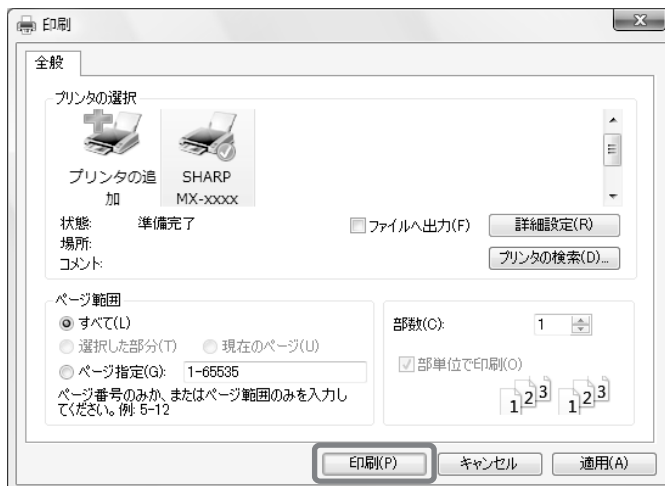 印刷
全般
プリンタの選択
プリンタの追
加
SHARP
MX-xxxx
状態: 準備完了
場所:
コメント:
ファイルへ出力(F)
詳細設定(R)
プリンタの検索(D)...
ページ範囲
すべて(L)
選択した部分(T) 現在のページ(U)
ページ指定(G): 1-65535
ページ番号のみか、またはページ範囲のみを入力し
てください。例: 5-12
部数(C): 1
部単位で印刷(O)
1 2 3 1 2 3
印刷(P) キャンセル 適用(A)